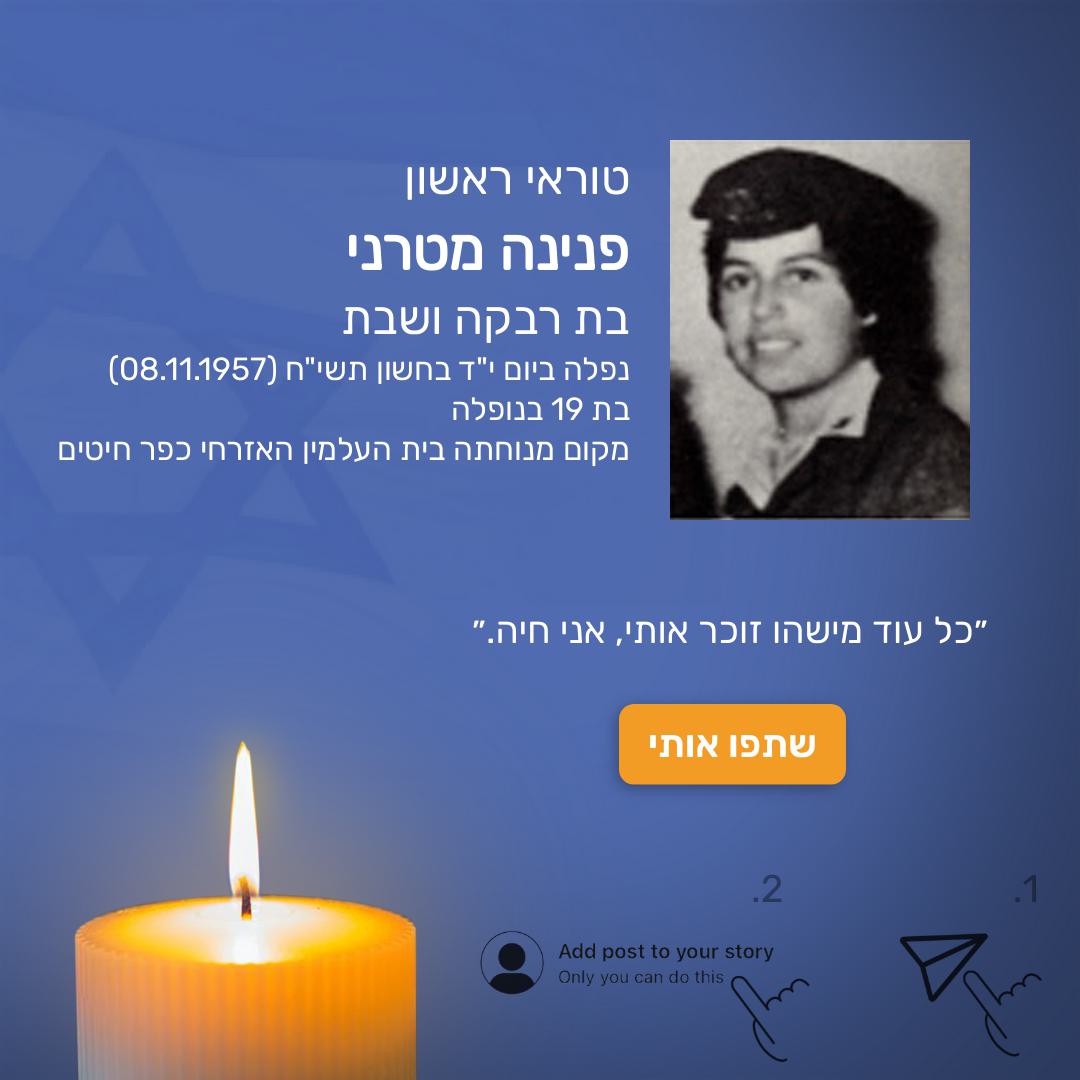 טוראי ראשון
פנינה מטרני
בת רבקה ושבת
נפלה ביום י"ד בחשון תשי"ח (08.11.1957)
בת 19 בנופלה
מקום מנוחתה בית העלמין האזרחי כפר חיטים
״כל עוד מישהו זוכר אותי, אני חיה.״
שתפו אותי
1.
2.
Add post to your story
Only you can do this